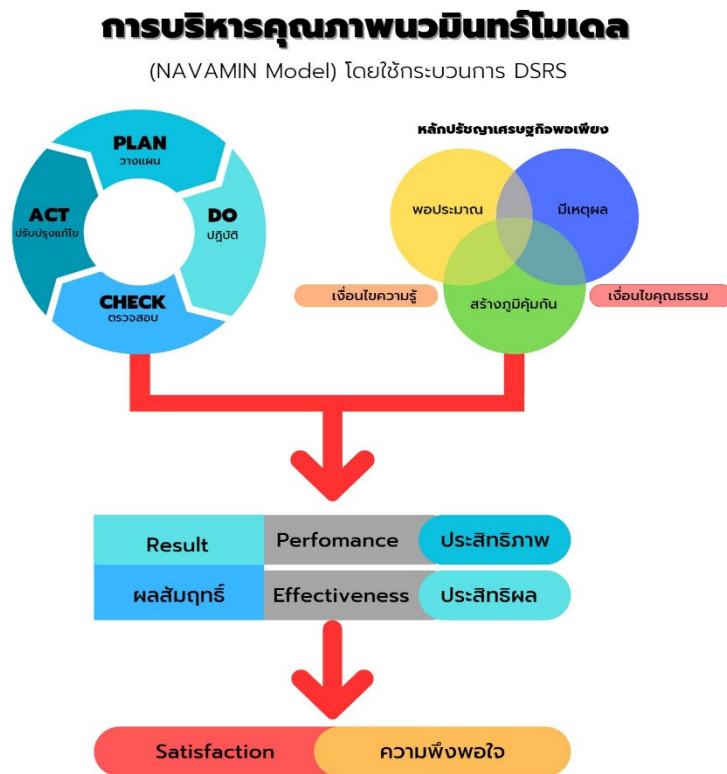 การบริหารคุณภาพนวมินทร์โมเดล
(NAVAMIN Model) โดยใช้กระบวนการ DSRS
PLAN
วางแผน
ACT
ปรับปรุงแก้ไข
DO
ปฏิบัติ
CHECK
ตรวจสอบ
หลักปรัชญาเศรษฐกิจพอเพียง
พอประมาณ
มีเหตุผล
เงื่อนไขความรู้
สร้างภูมิคุ้มกัน
เงื่อนไขคุณธรรม
Result
Perfomance
ประสิทธิภาพ
ผลสัมฤทธิ์
Effectiveness
ประสิทธิผล
Satisfaction
ความพึงพอใจ